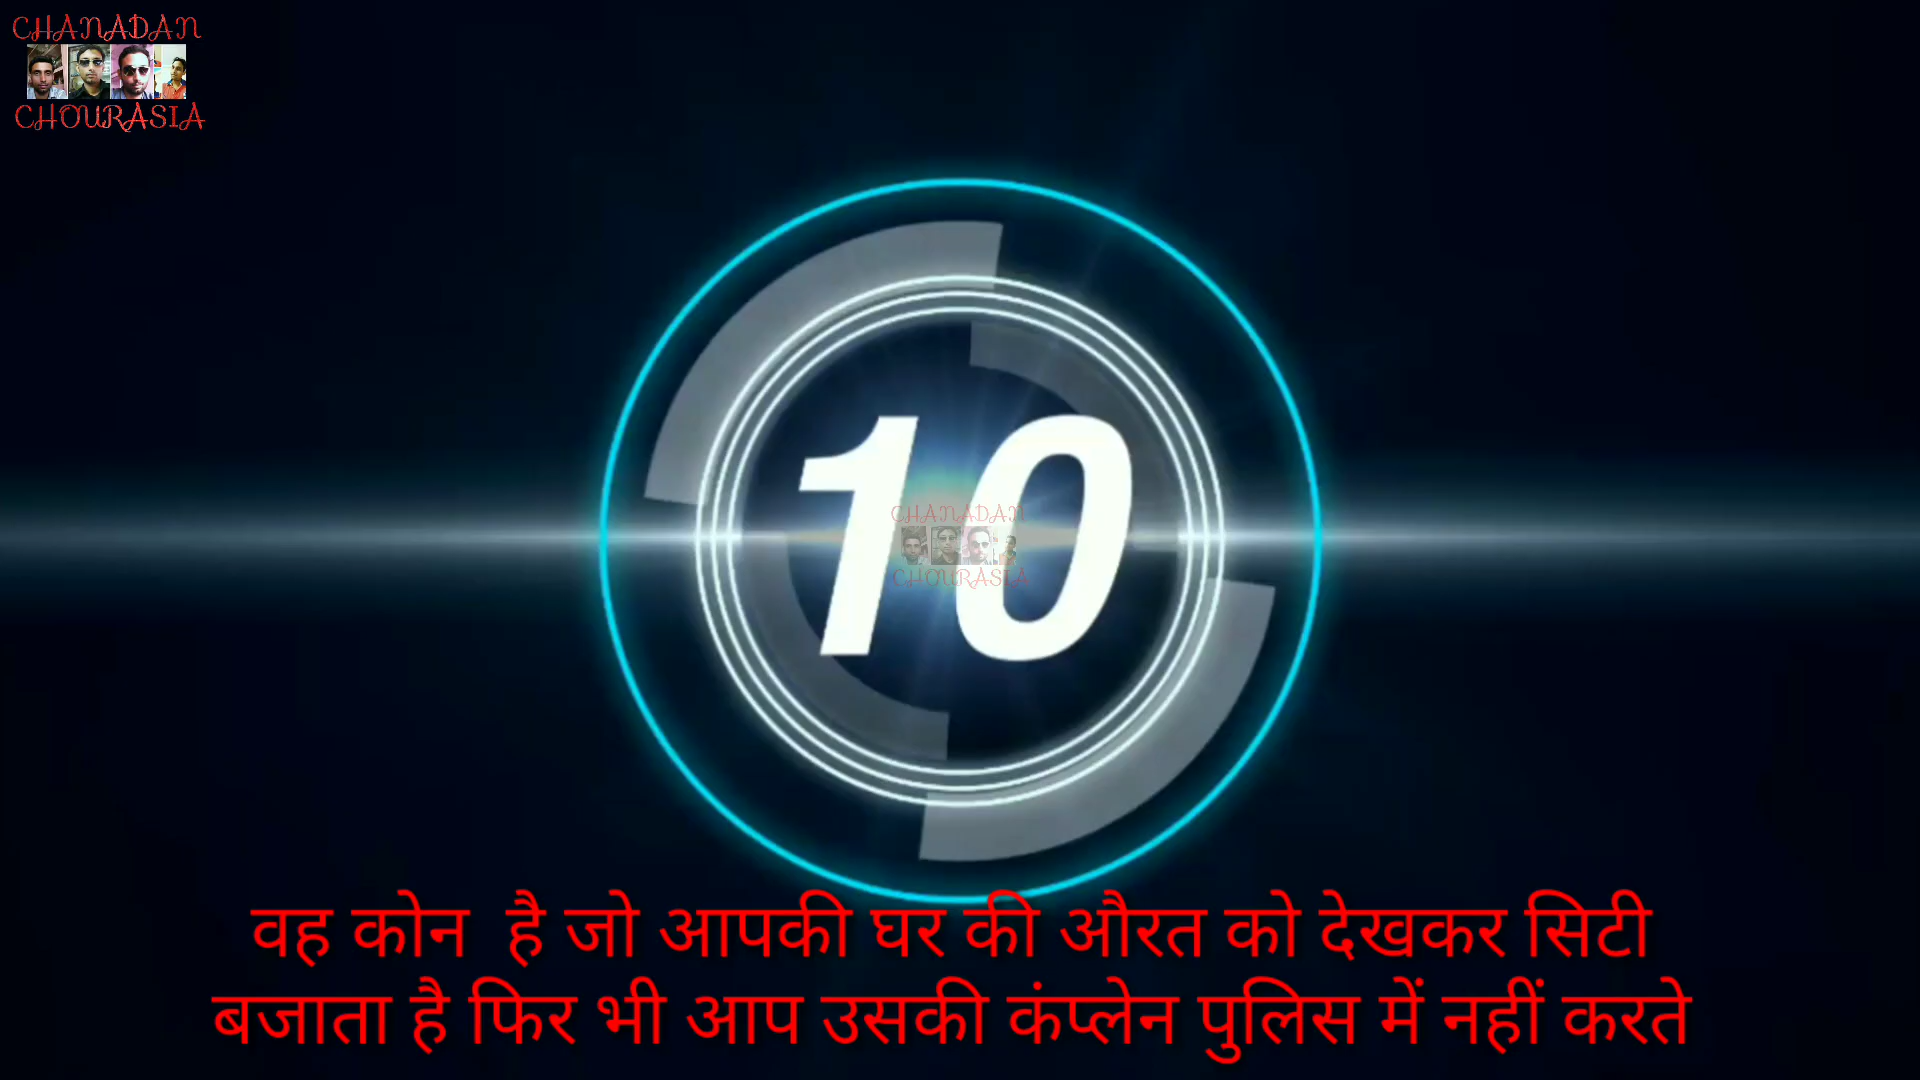 CHANADAN
CHOURASIA
10
CHANADAN
CHOURASIA
वह कोन है जो आपकी घर की औरत को देखकर सिटी
बजाता है फिर भी आप उसकी कंप्लेन पुलिस में नहीं करते